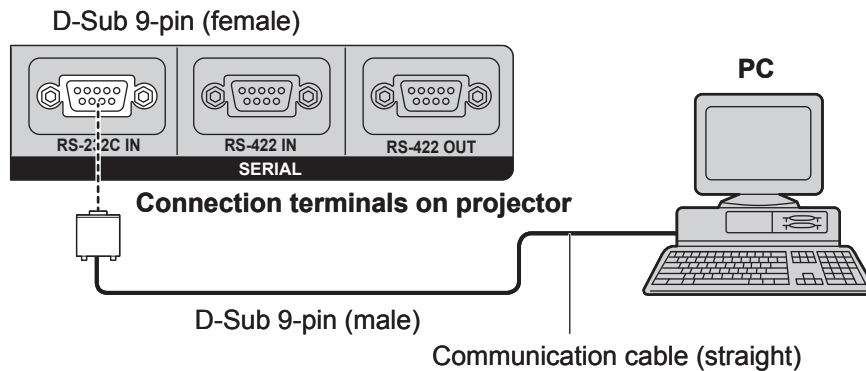 D-Sub 9-pin (female)
PC
RS-232C IN
RS-422 IN
RS-422 OUT
SERIAL
Connection terminals on projector
D-Sub 9-pin (male)
Communication cable (straight)